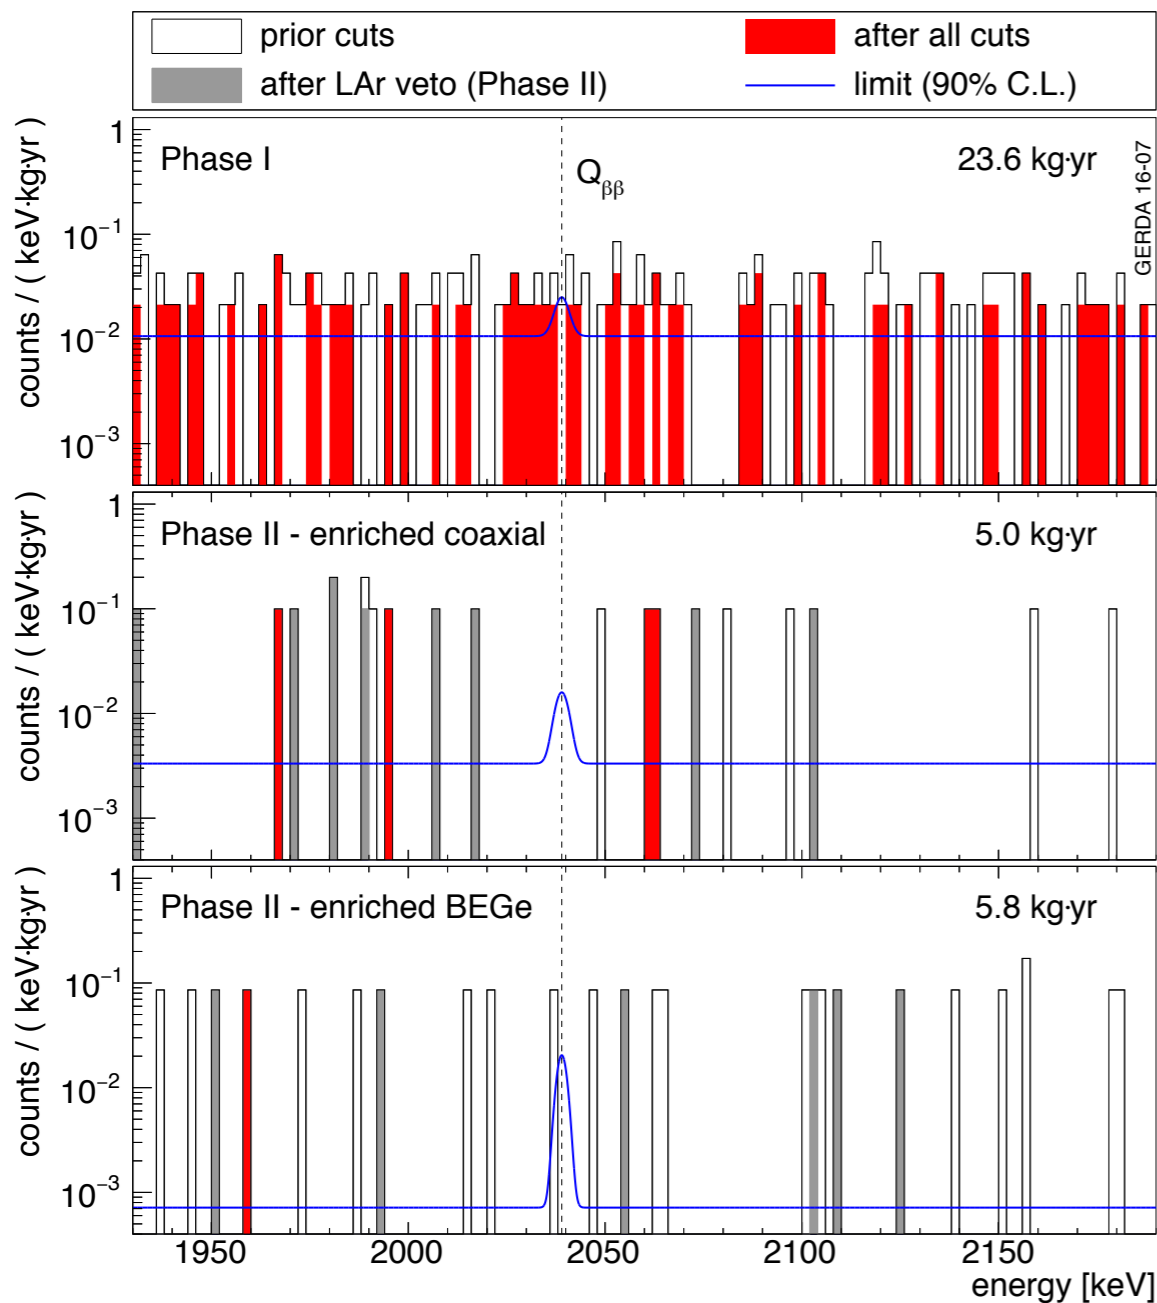 prior cuts
after all cuts
after LAr veto (Phase II)
limit (90% C.L.)
counts / ( keV·kg·yr)
1
10⁻¹
10⁻²
10⁻³
Phase I
Q_ββ
23.6 kg·yr
GERDA 16-07
counts / ( keV·kg·yr)
1
10⁻¹
10⁻²
10⁻³
Phase II - enriched coaxial
5.0 kg·yr
counts / ( keV·kg·yr)
1
10⁻¹
10⁻²
10⁻³
Phase II - enriched BEGe
5.8 kg·yr
1950 2000 2050 2100 2150
energy [keV]